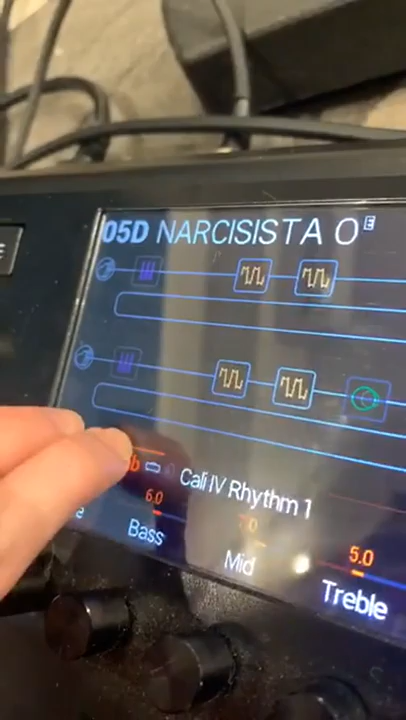 05D NARCISISTA O E
Cali IV Rhythm 1
6.0
5.0
Bass
Mid
Treble